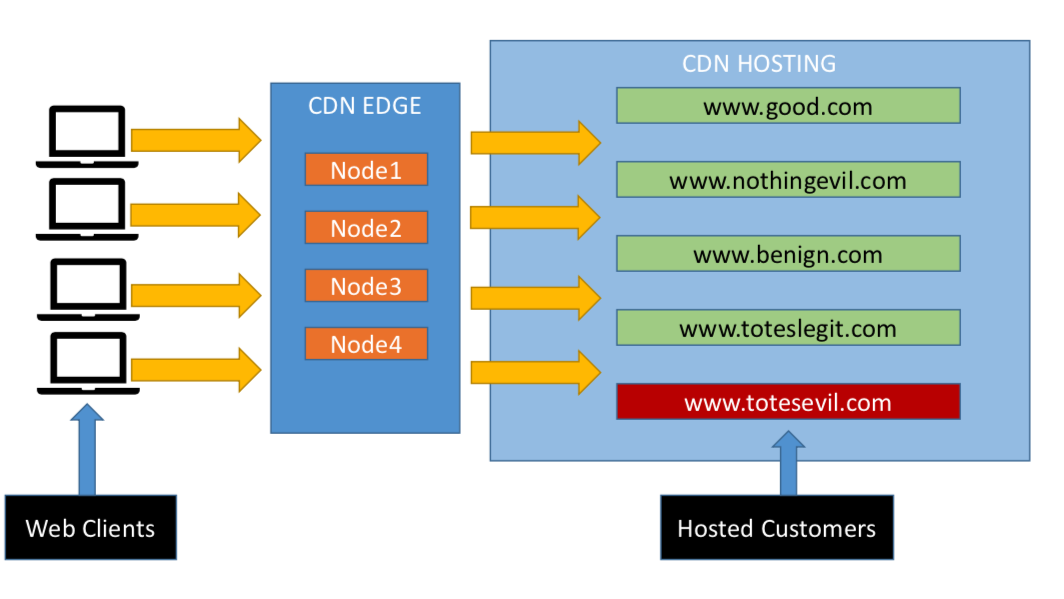 CDN HOSTING
www.good.com
CDN EDGE
Node1
www.nothingevil.com
Node2
www.benign.com
Node3
www.toteslegit.com
Node4
www.totesevil.com
Web Clients
Hosted Customers